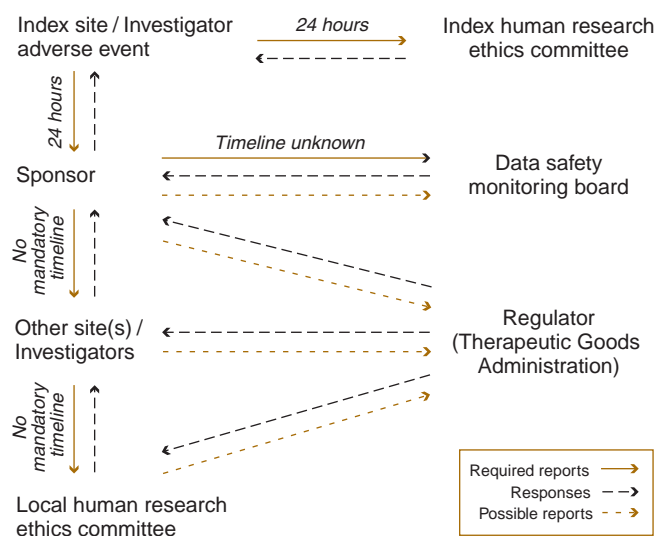 Index site / Investigator
adverse event
24 hours
Index human research
ethics committee
24 hours
Timeline unknown
Sponsor
Data safety
monitoring board
No
mandatory
timeline
Other site(s) /
Investigators
Regulator
(Therapeutic Goods
Administration)
No
mandatory
timeline
Local human research
ethics committee
Required reports
Responses
Possible reports